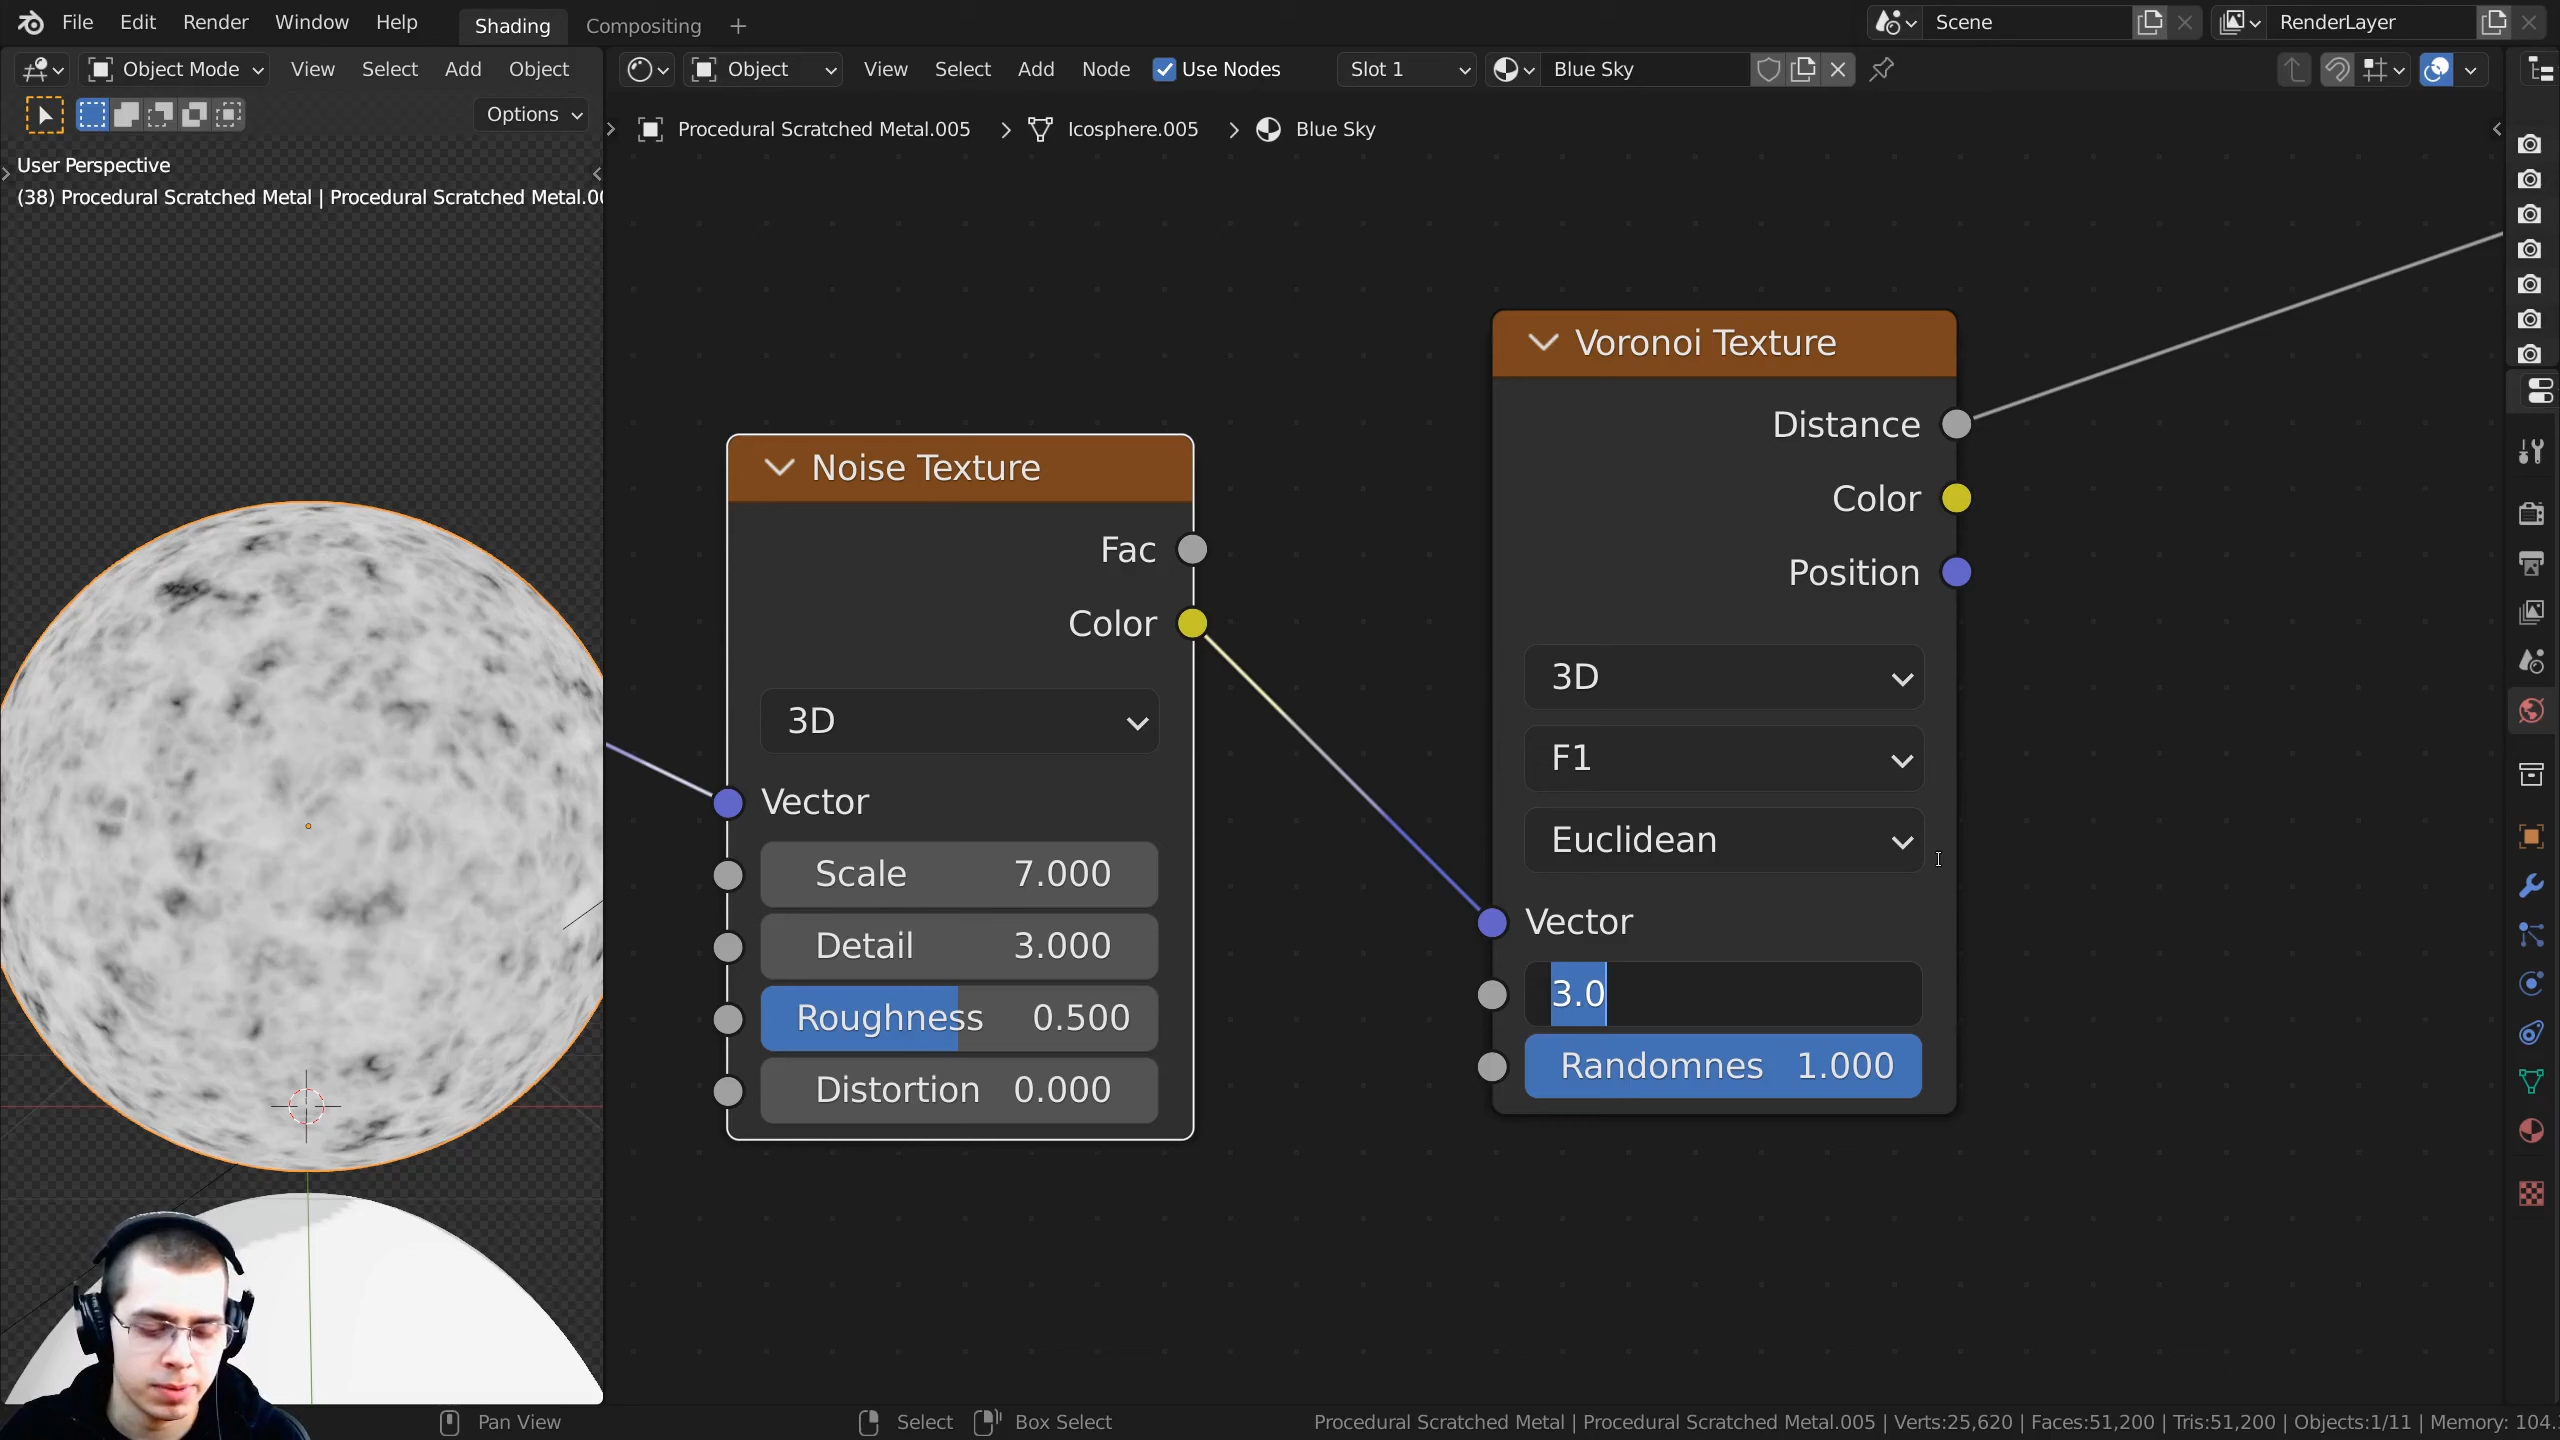 File Edit Render Window Help Shading Compositing + Scene RenderLayer
Object Mode View Select Add Object Object View Select Add Node Use Nodes Slot 1 Blue Sky
Options
Procedural Scratched Metal.005 Icosphere.005 Blue Sky
User Perspective
(38) Procedural Scratched Metal | Procedural Scratched Metal.00
Voronoi Texture
Distance
Color
Position
3D
F1
Euclidean
Vector
3.0
Randomnes 1.000
Noise Texture
Fac
Color
3D
Vector
Scale 7.000
Detail 3.000
Roughness 0.500
Distortion 0.000
Pan View Select Box Select Procedural Scratched Metal | Procedural Scratched Metal.005 | Verts:25,620 | Faces:51,200 | Tris:51,200 | Objects:1/11 | Memory: 104.